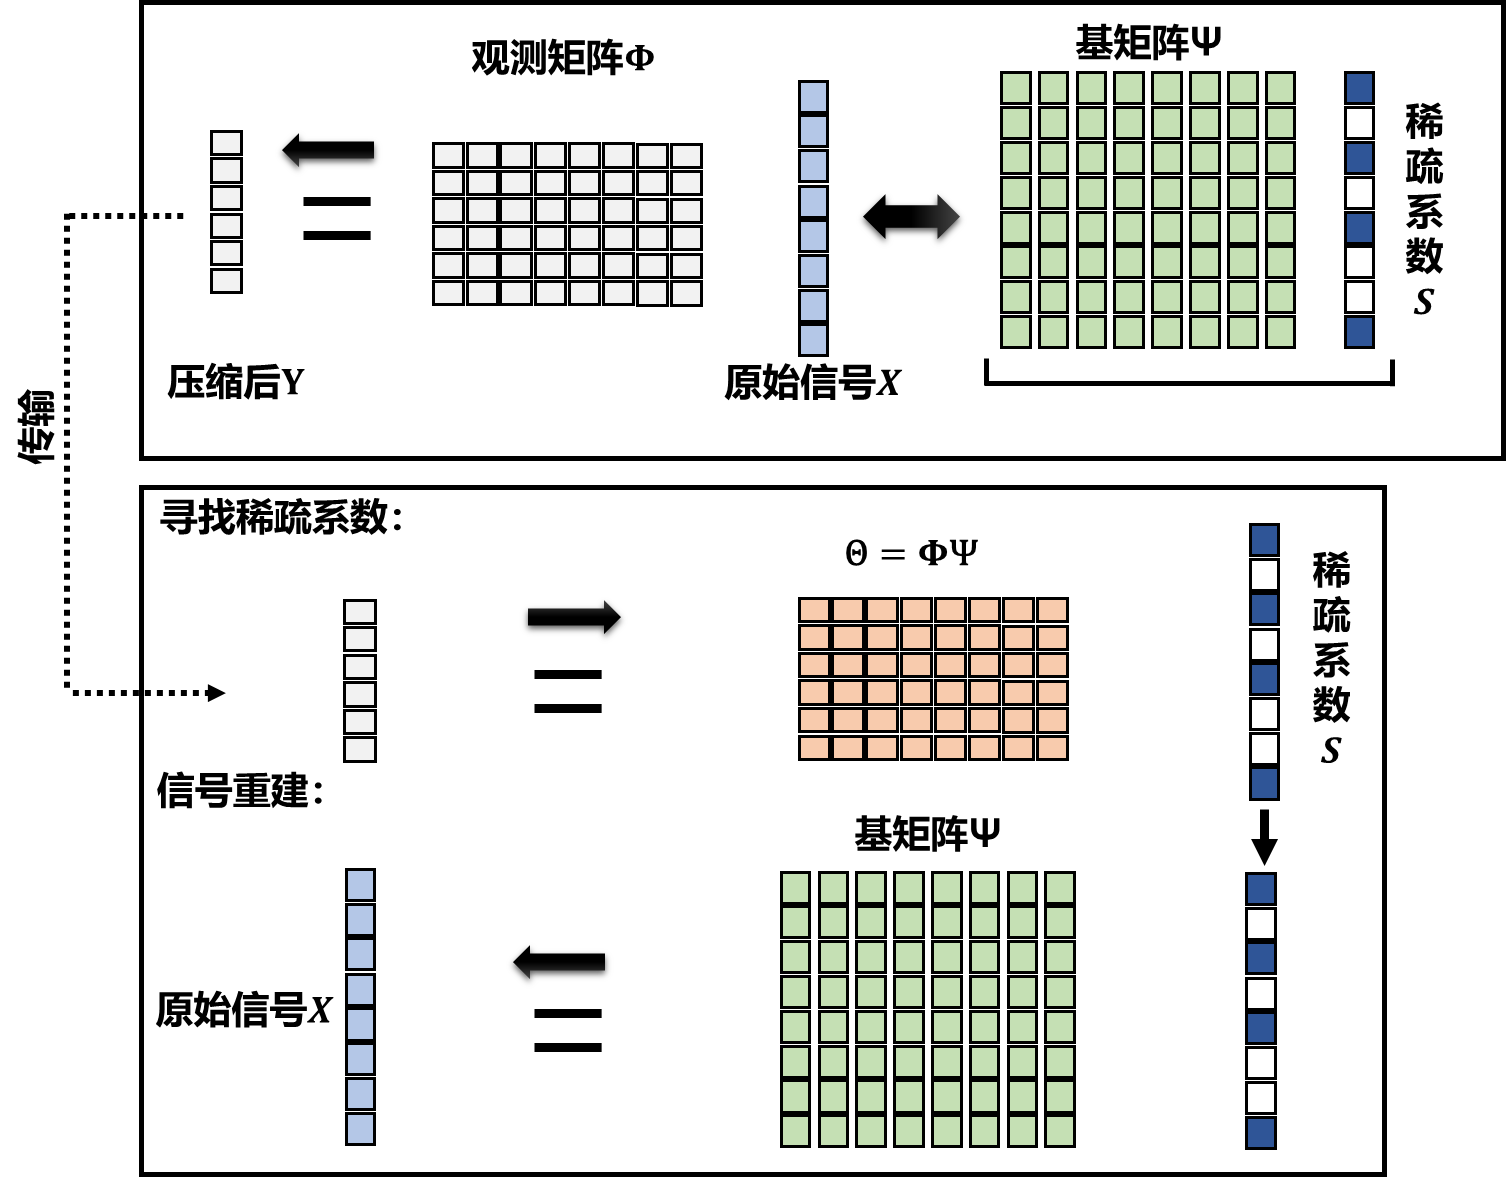 观测矩阵Φ
基矩阵Ψ
稀疏系数S
压缩后Y
原始信号X
传输
寻找稀疏系数：
Θ = ΦΨ
稀疏系数S
信号重建：
基矩阵Ψ
原始信号X